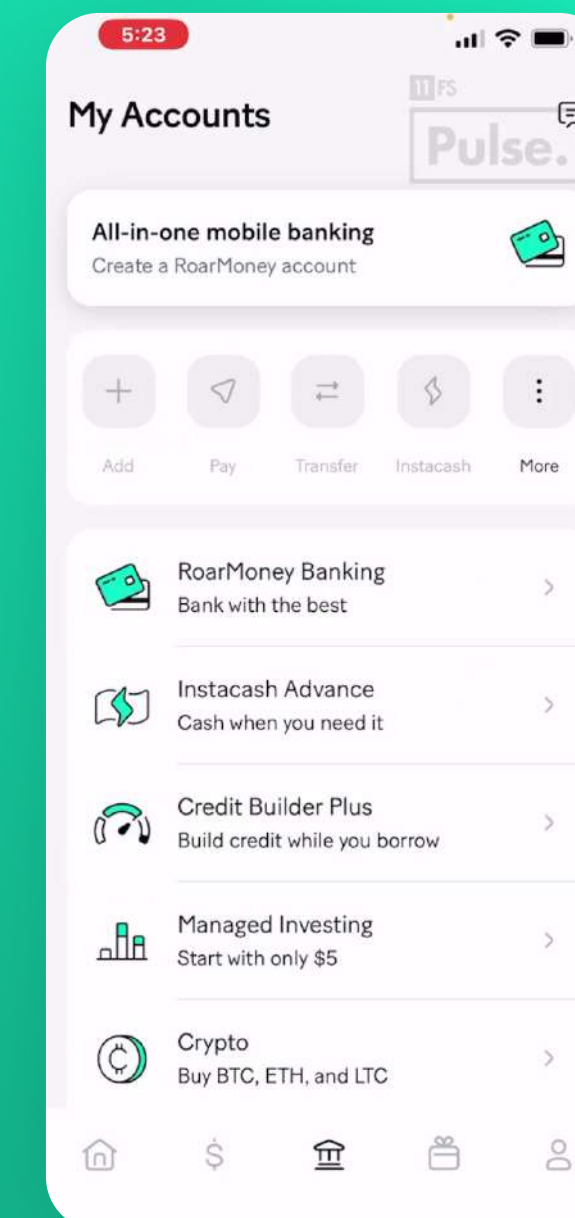 5:23
11 FS
My Accounts
Pulse.
All-in-one mobile banking
Create a RoarMoney account
Add
Pay
Transfer
Instacash
More
RoarMoney Banking
Bank with the best
Instacash Advance
Cash when you need it
Credit Builder Plus
Build credit while you borrow
Managed Investing
Start with only $5
Crypto
Buy BTC, ETH, and LTC